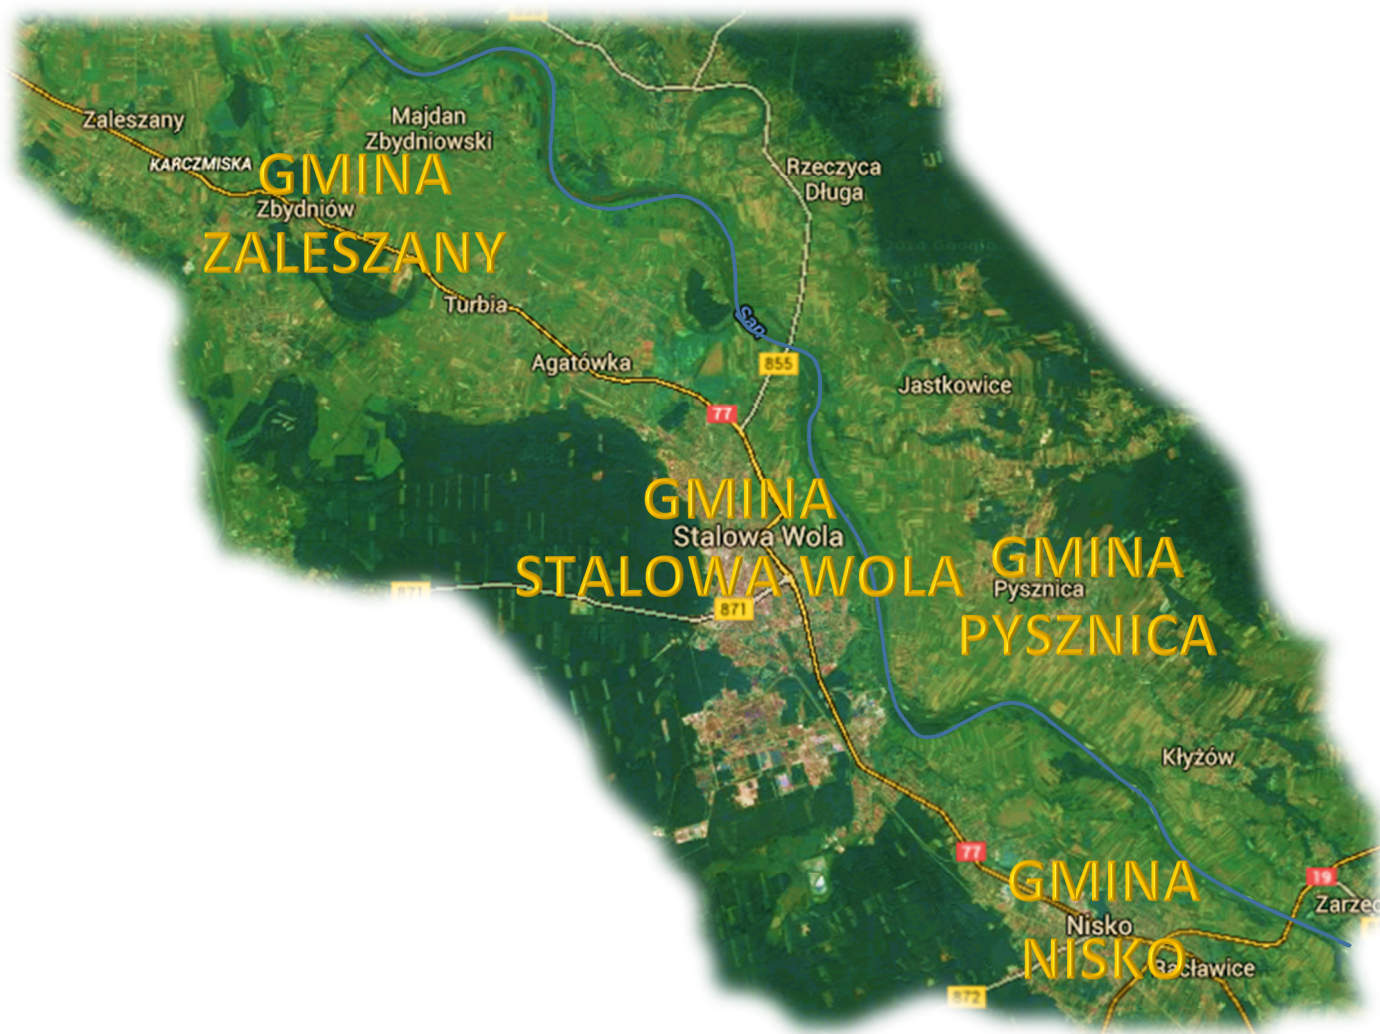 Zaleszany
Majdan
Zbydniowski
KARCZMISKA
GMINA
Zbydniów
ZALESZANY
Rzeczyca
Długa
Turbia
San
Agatówka
855
Jastkowice
77
GMINA
Stalowa Wola
STALOWA WOLA
871
871
GMINA
Pysznica
PYSZNICA
Kłyżów
77
GMINA
19
Zarzec
Nisko
NISKO
Racławice
872